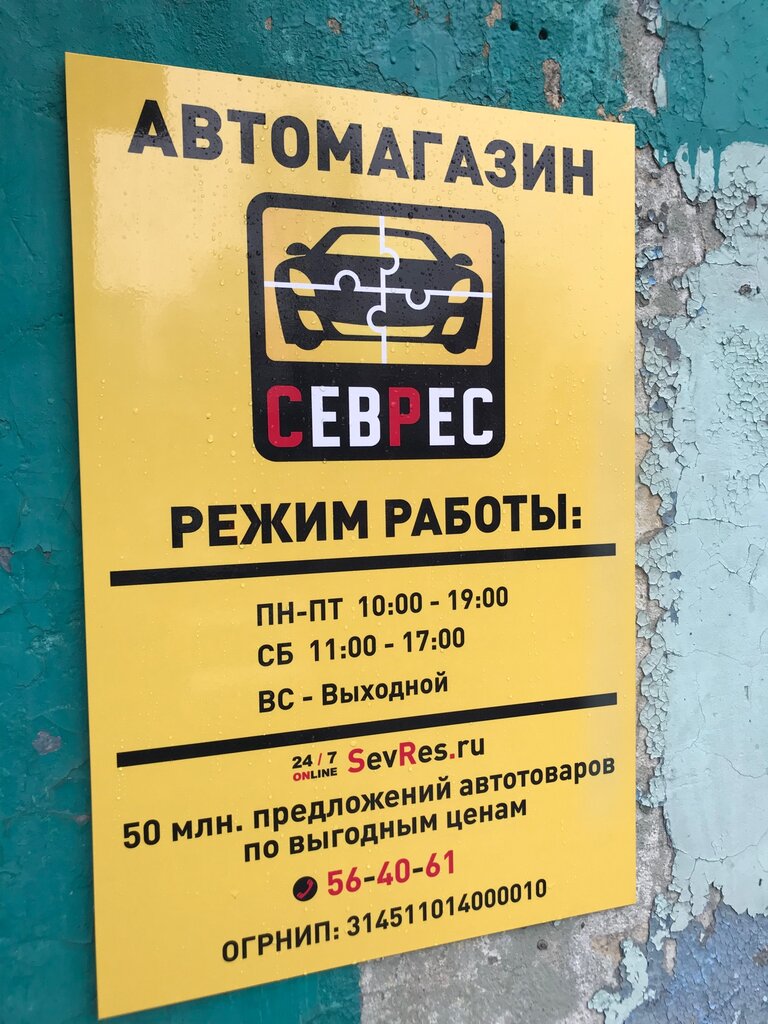 АВТОМАГАЗИН
СЕВРЕС
РЕЖИМ РАБОТЫ:
ПН-ПТ 10:00 - 19:00
СБ 11:00 - 17:00
ВС - Выходной
24 / 7 ONLINE SevRes.ru
50 млн. предложений автотоваров
по выгодным ценам
56-40-61
ОГРНИП: 314511014000010